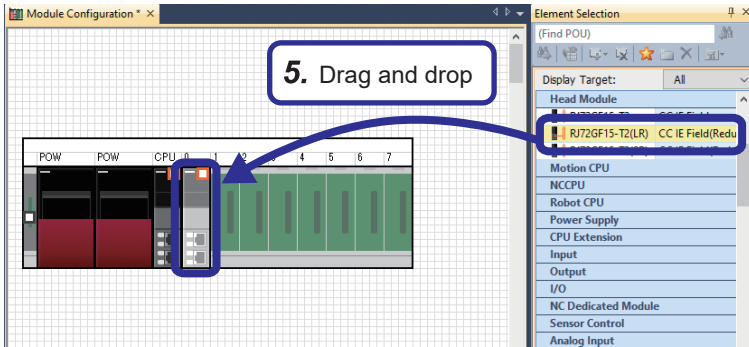 Module Configuration * ×
Element Selection
(Find POU)
5. Drag and drop
Display Target: All
Head Module
RJ72GF15-T2(LR) CC IE Field(Redu
Motion CPU
NCCPU
Robot CPU
Power Supply
CPU Extension
Input
Output
I/O
NC Dedicated Module
Sensor Control
Analog Input
POW POW CPU 0 1 2 3 4 5 6 7